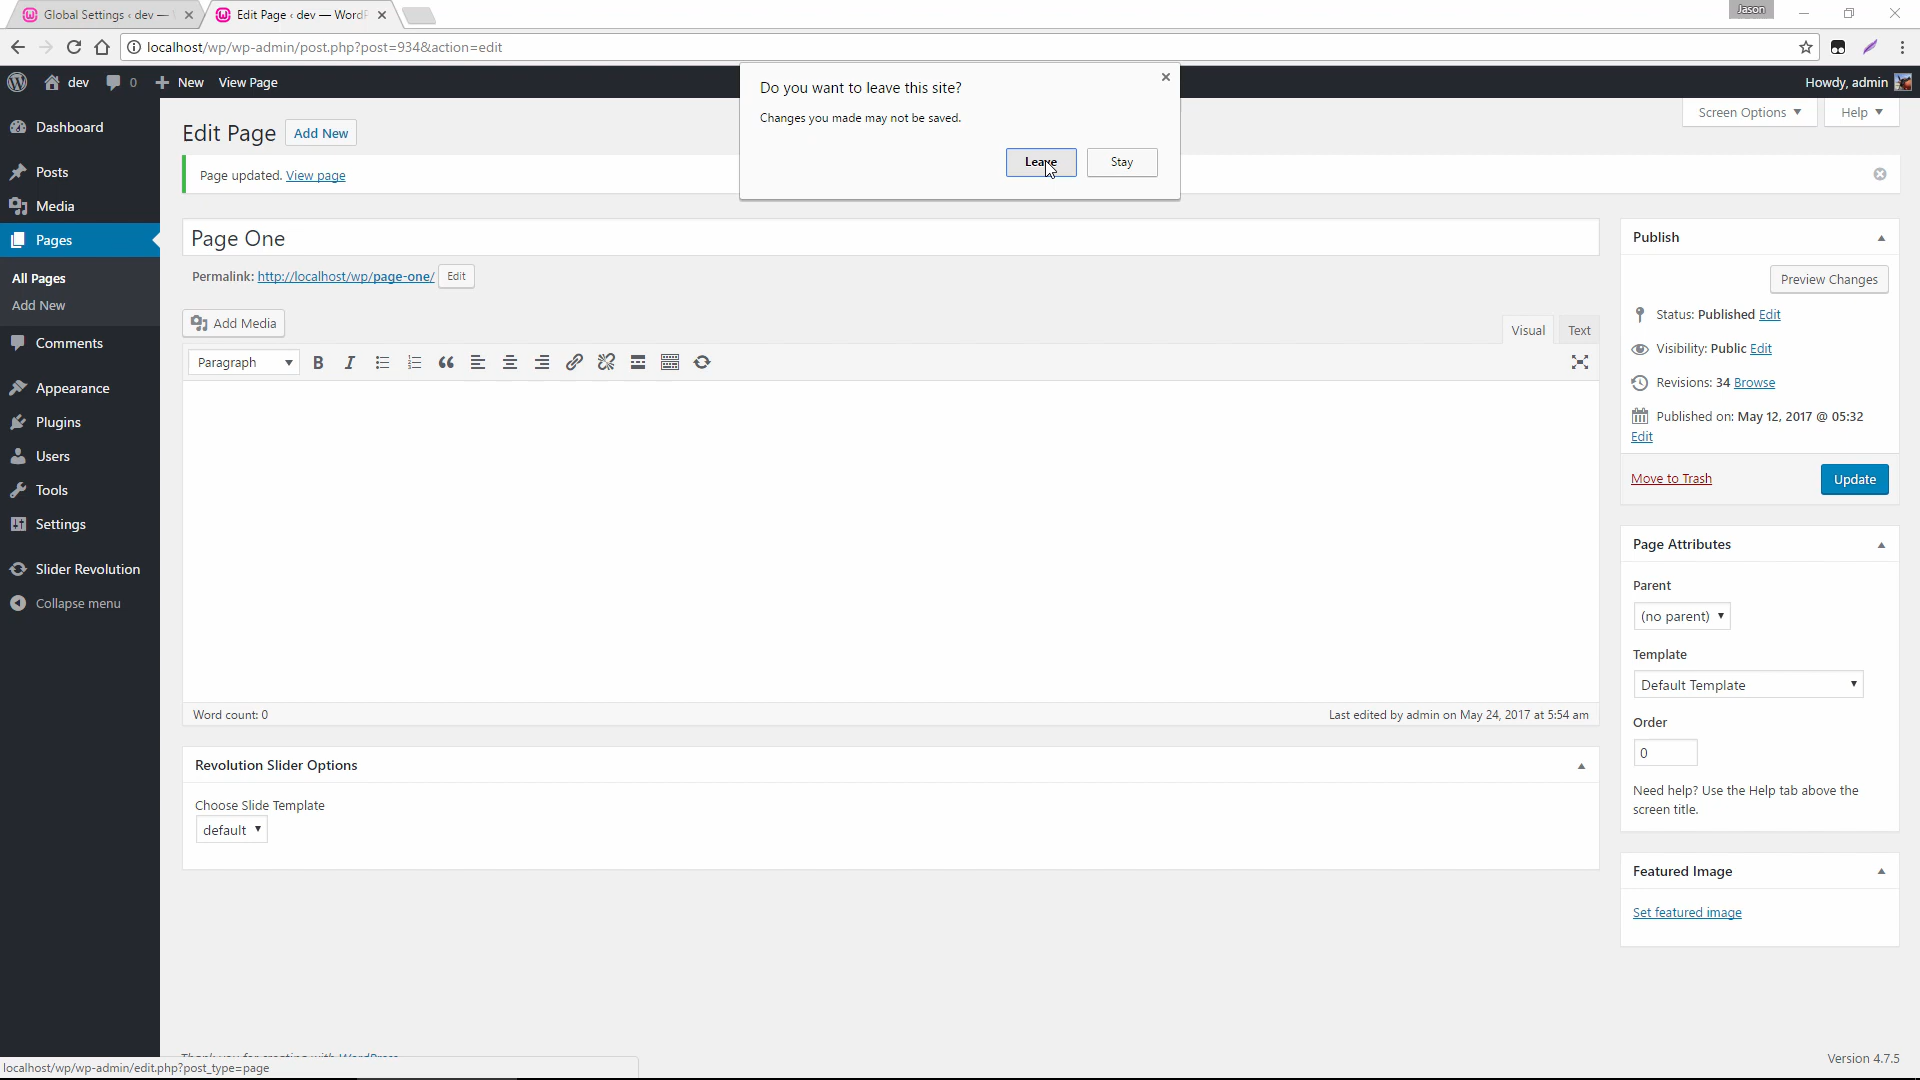 Global Settings ‹ dev —
Edit Page ‹ dev — WordP
Jason
localhost/wp/wp-admin/post.php?post=934&action=edit
dev
0
New
View Page
Howdy, admin
Do you want to leave this site?
Changes you made may not be saved.
Leave
Stay
Screen Options
Help
Dashboard
Posts
Media
Pages
All Pages
Add New
Comments
Appearance
Plugins
Users
Tools
Settings
Slider Revolution
Collapse menu
Edit Page
Add New
Page updated. View page
Page One
Permalink: http://localhost/wp/page-one/ Edit
Add Media
Visual
Text
Paragraph
Word count: 0
Last edited by admin on May 24, 2017 at 5:54 am
Revolution Slider Options
Choose Slide Template
default
Publish
Preview Changes
Status: Published Edit
Visibility: Public Edit
Revisions: 34 Browse
Published on: May 12, 2017 @ 05:32
Edit
Move to Trash
Update
Page Attributes
Parent
(no parent)
Template
Default Template
Order
0
Need help? Use the Help tab above the
screen title.
Featured Image
Set featured image
Thank you for creating with WordPress
Version 4.7.5
localhost/wp/wp-admin/edit.php?post_type=page